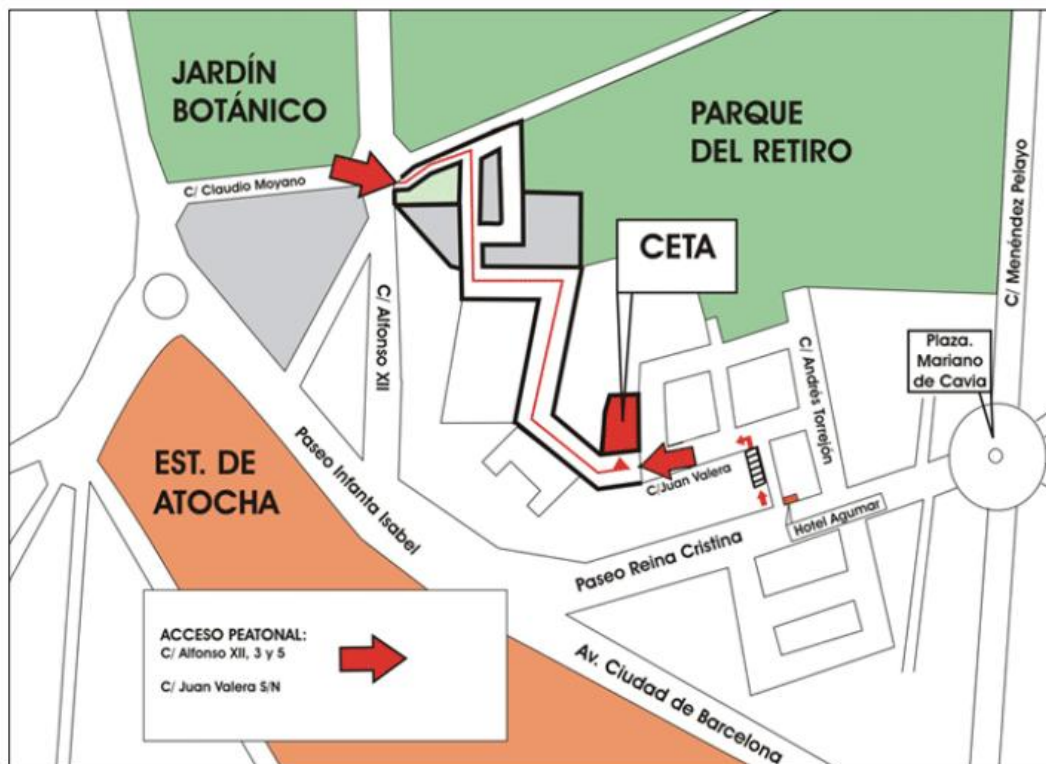 JARDÍN
BOTÁNICO
PARQUE
DEL RETIRO
C/ Claudio Moyano
C/ Menéndez Pelayo
CETA
C/ Alfonso XII
C/ Andrés Torrejón
Plaza.
Mariano
de Cavia
EST. DE
ATOCHA
Paseo Infanta Isabel
C/Juan Valera
Hotel Agumar
Paseo Reina Cristina
Av. Ciudad de Barcelona
ACCESO PEATONAL:
C/ Alfonso XII, 3 y 5
C/ Juan Valera S/N